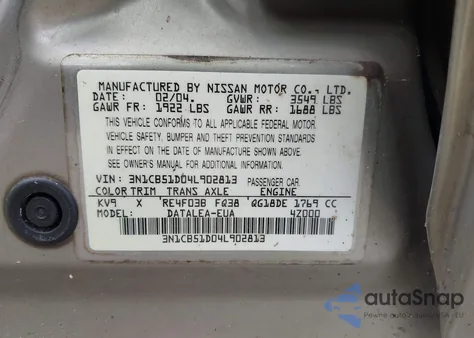 MANUFACTURED BY NISSAN MOTOR CO., LTD.
DATE: 02/04. GVWR: 3549 LBS
GAWR FR: 1922 LBS GAWR RR: 1688 LBS
THIS VEHICLE CONFORMS TO ALL APPLICABLE FEDERAL MOTOR
VEHICLE SAFETY, BUMPER AND THEFT PREVENTION STANDARDS
IN EFFECT ON THE DATE OF MANUFACTURE SHOWN ABOVE.
SEE OWNER'S MANUAL FOR ADDITIONAL INFORMATION.
VIN: 3N1CB51D04L902813 PASSENGER CAR
COLOR TRIM TRANS AXLE ENGINE
KV9 X RE4F03B FQ38 QG18DE 1769 CC
MODEL: DATALEA-EUA 4Z000
3N1CB51D04L902813
autoSnap